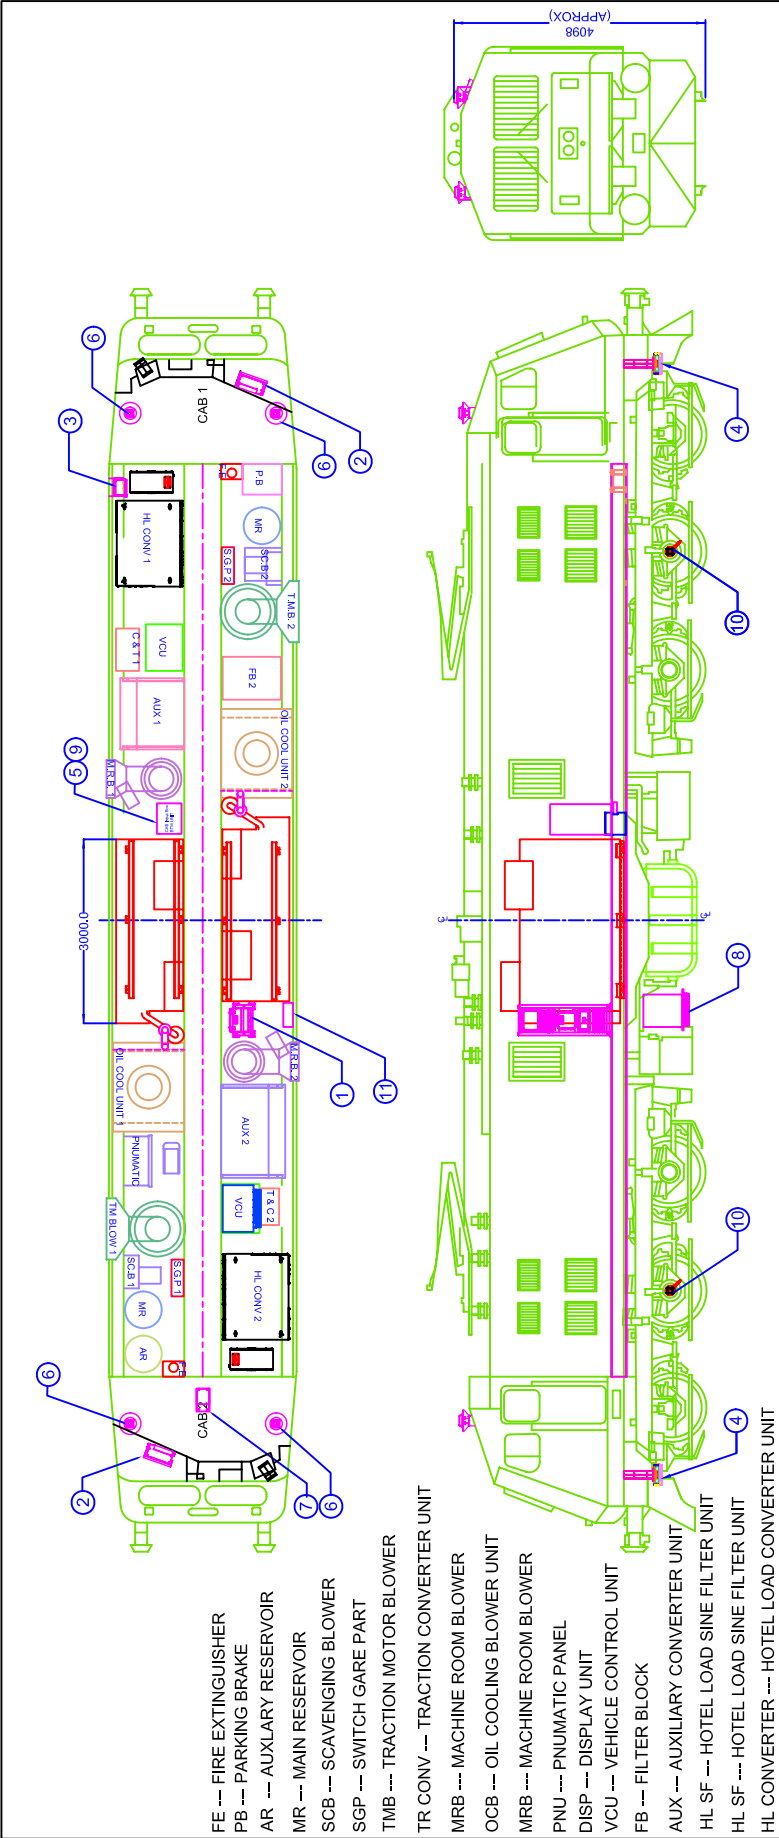 4098
(APPROX)
6
3
CAB 1
6
2
4
HL CONV 1
P.B
MR
S.G.P 2
SC.B 2
T.M.B. 2
10
VCU
C & T 1
FB 2
AUX 1
OIL COOL UNIT 2
9
5
M.R.B. 1
3000.0
8
1
11
M.R.B. 2
OIL COOL UNIT 1
PNUMATIC
AUX 2
VCU
T & C 2
TM BLOW 1
SC.B 1
S.G.P 1
MR
AR
HL CONV 2
10
6
CAB 2
2
7
6
4
FE --- FIRE EXTINGUISHER
PB --- PARKING BRAKE
AR --- AUXLARY RESERVOIR
MR --- MAIN RESERVOIR
SCB --- SCAVENGING BLOWER
SGP --- SWITCH GARE PART
TMB --- TRACTION MOTOR BLOWER
TR CONV --- TRACTION CONVERTER UNIT
MRB --- MACHINE ROOM BLOWER
OCB --- OIL COOLING BLOWER UNIT
MRB --- MACHINE ROOM BLOWER
PNU --- PNUMATIC PANEL
DISP --- DISPLAY UNIT
VCU --- VEHICLE CONTROL UNIT
FB --- FILTER BLOCK
AUX --- AUXILIARY CONVERTER UNIT
HL SF --- HOTEL LOAD SINE FILTER UNIT
HL SF --- HOTEL LOAD SINE FILTER UNIT
HL CONVERTER --- HOTEL LOAD CONVERTER UNIT